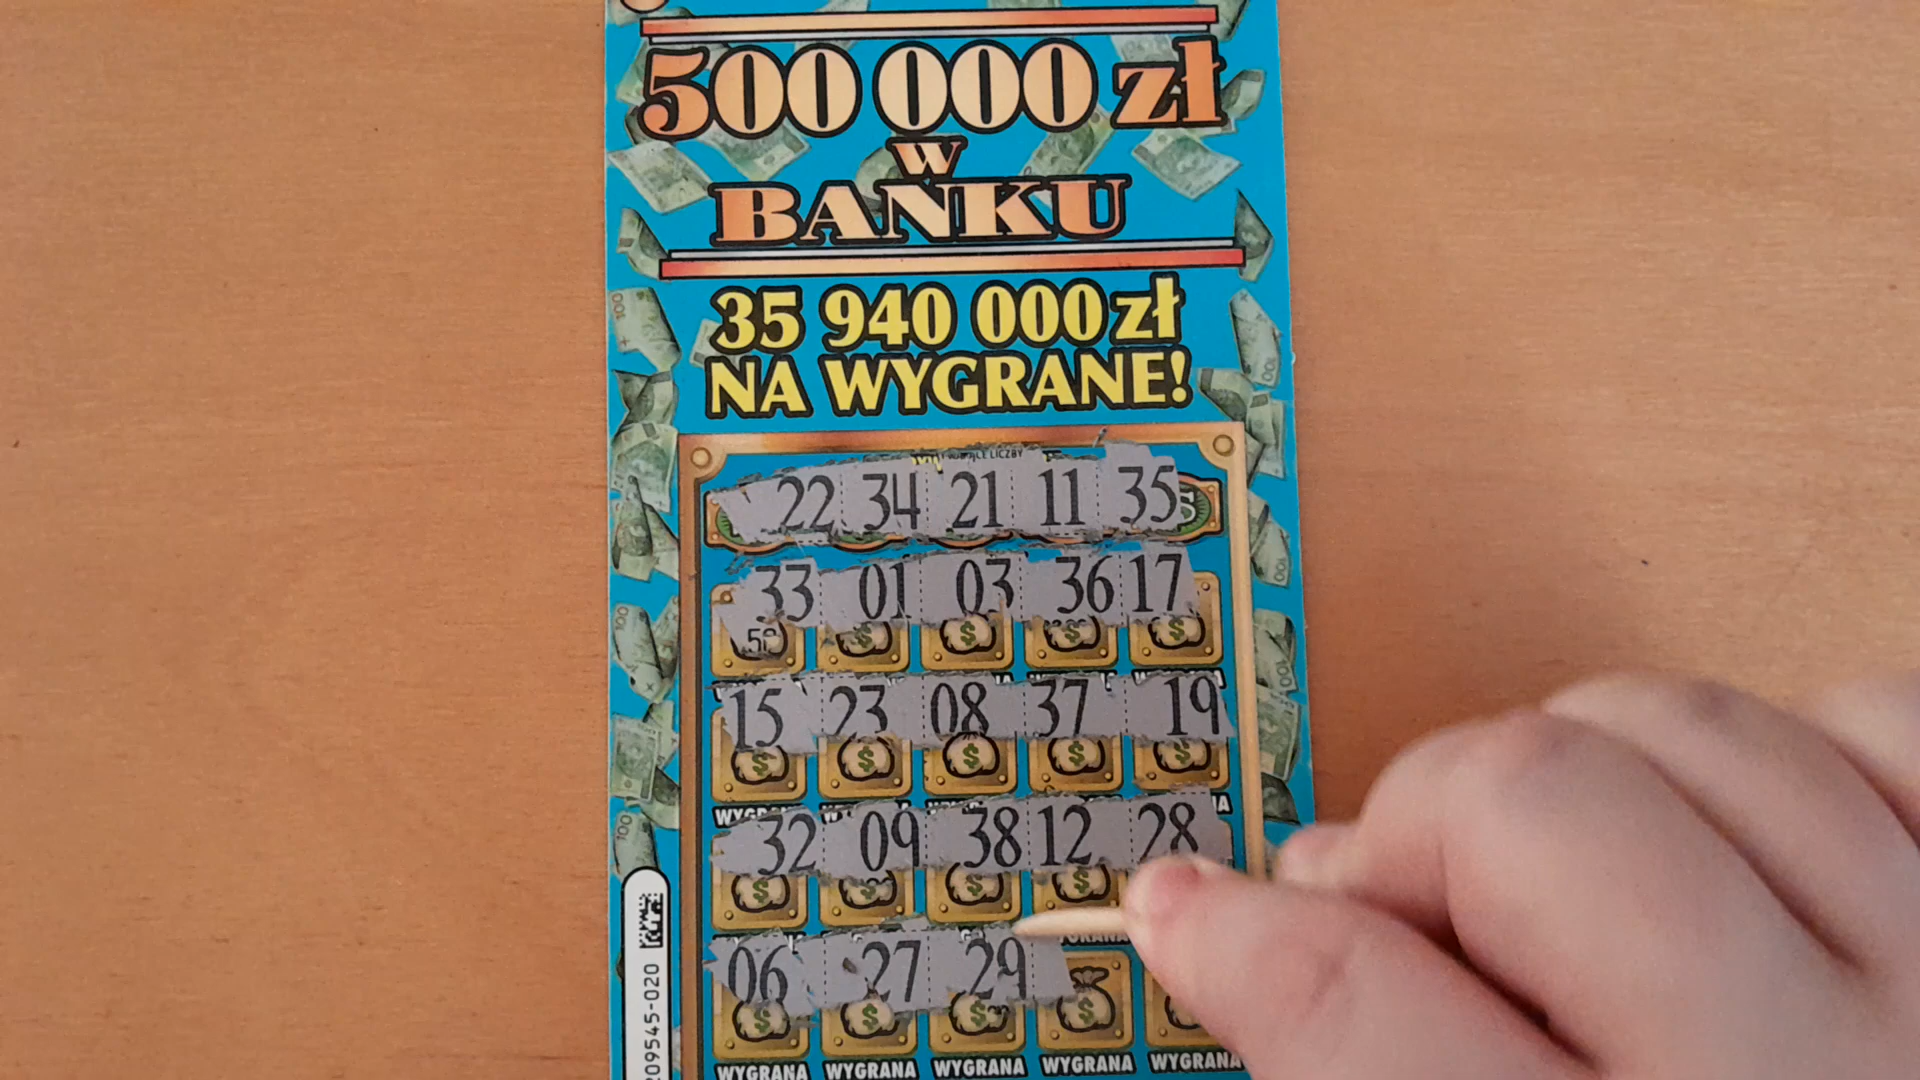 500 000 zł
W
BANKU
35 940 000 zł
NA WYGRANE!
22 34 21 11 35
33 01 03 36 17
15 23 08 37 19
32 09 38 12 28
06 27 29
WYGRANA WYGRANA WYGRANA WYGRANA WYGRANA
209545-020